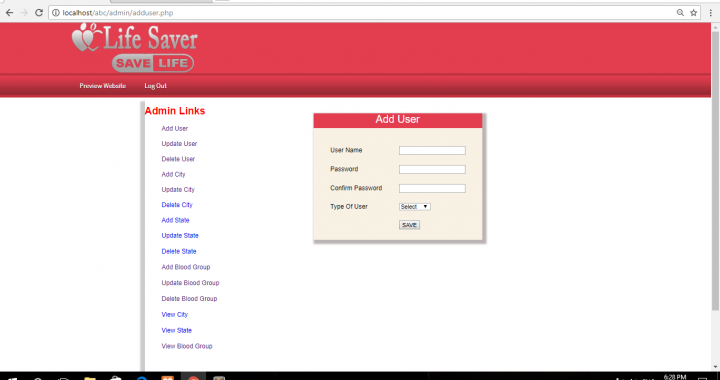 localhost/abc/admin/adduser.php
Life Saver
SAVE LIFE
Preview Website Log Out
Admin Links
Add User
Update User
Delete User
Add City
Update City
Delete City
Add State
Update State
Delete State
Add Blood Group
Update Blood Group
Delete Blood Group
View City
View State
View Blood Group
Add User
User Name
Password
Confirm Password
Type Of User Select
SAVE
6:28 PM